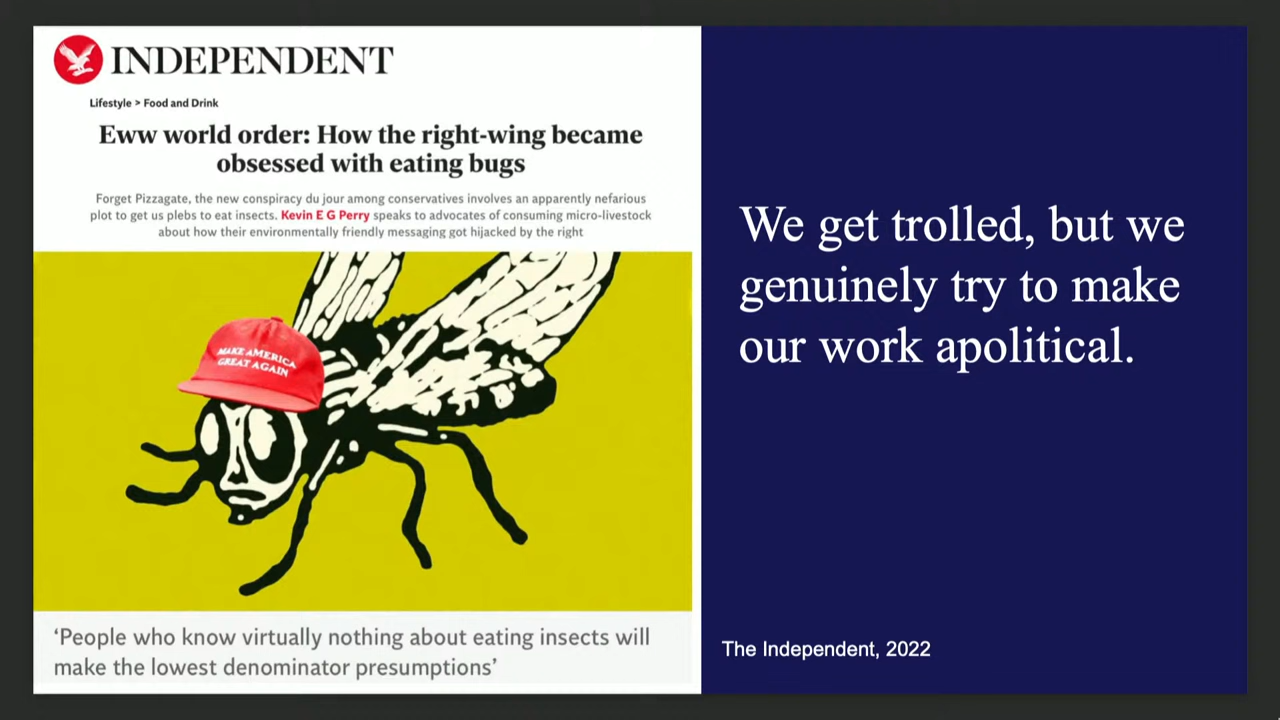 INDEPENDENT
Lifestyle > Food and Drink
Eww world order: How the right-wing became
obsessed with eating bugs
Forget Pizzagate, the new conspiracy du jour among conservatives involves an apparently nefarious
plot to get us plebs to eat insects. Kevin E G Perry speaks to advocates of consuming micro-livestock
about how their environmentally friendly messaging got hijacked by the right
MAKE AMERICA
GREAT AGAIN
‘People who know virtually nothing about eating insects will
make the lowest denominator presumptions’
We get trolled, but we
genuinely try to make
our work apolitical.
The Independent, 2022